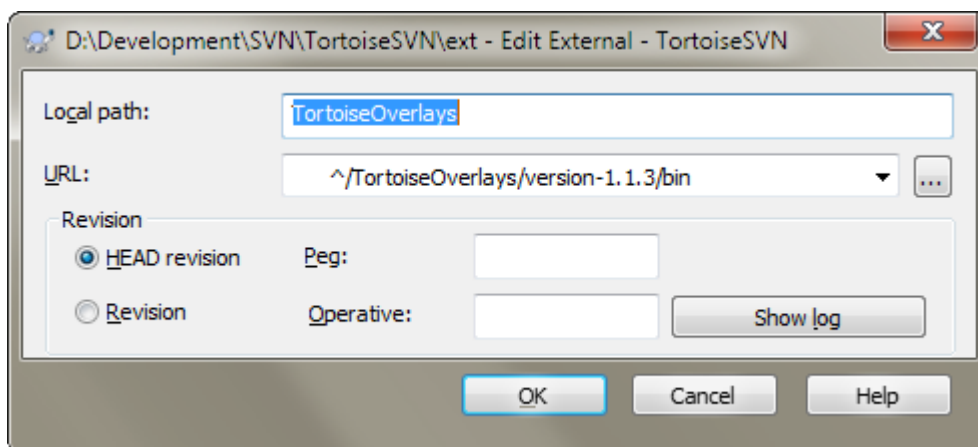 D:\Development\SVN\TortoiseSVN\ext - Edit External - TortoiseSVN
Local path: TortoiseOverlays
URL: ^/TortoiseOverlays/version-1.1.3/bin ...
Revision
HEAD revision Peg:
Revision Operative: Show log
OK Cancel Help